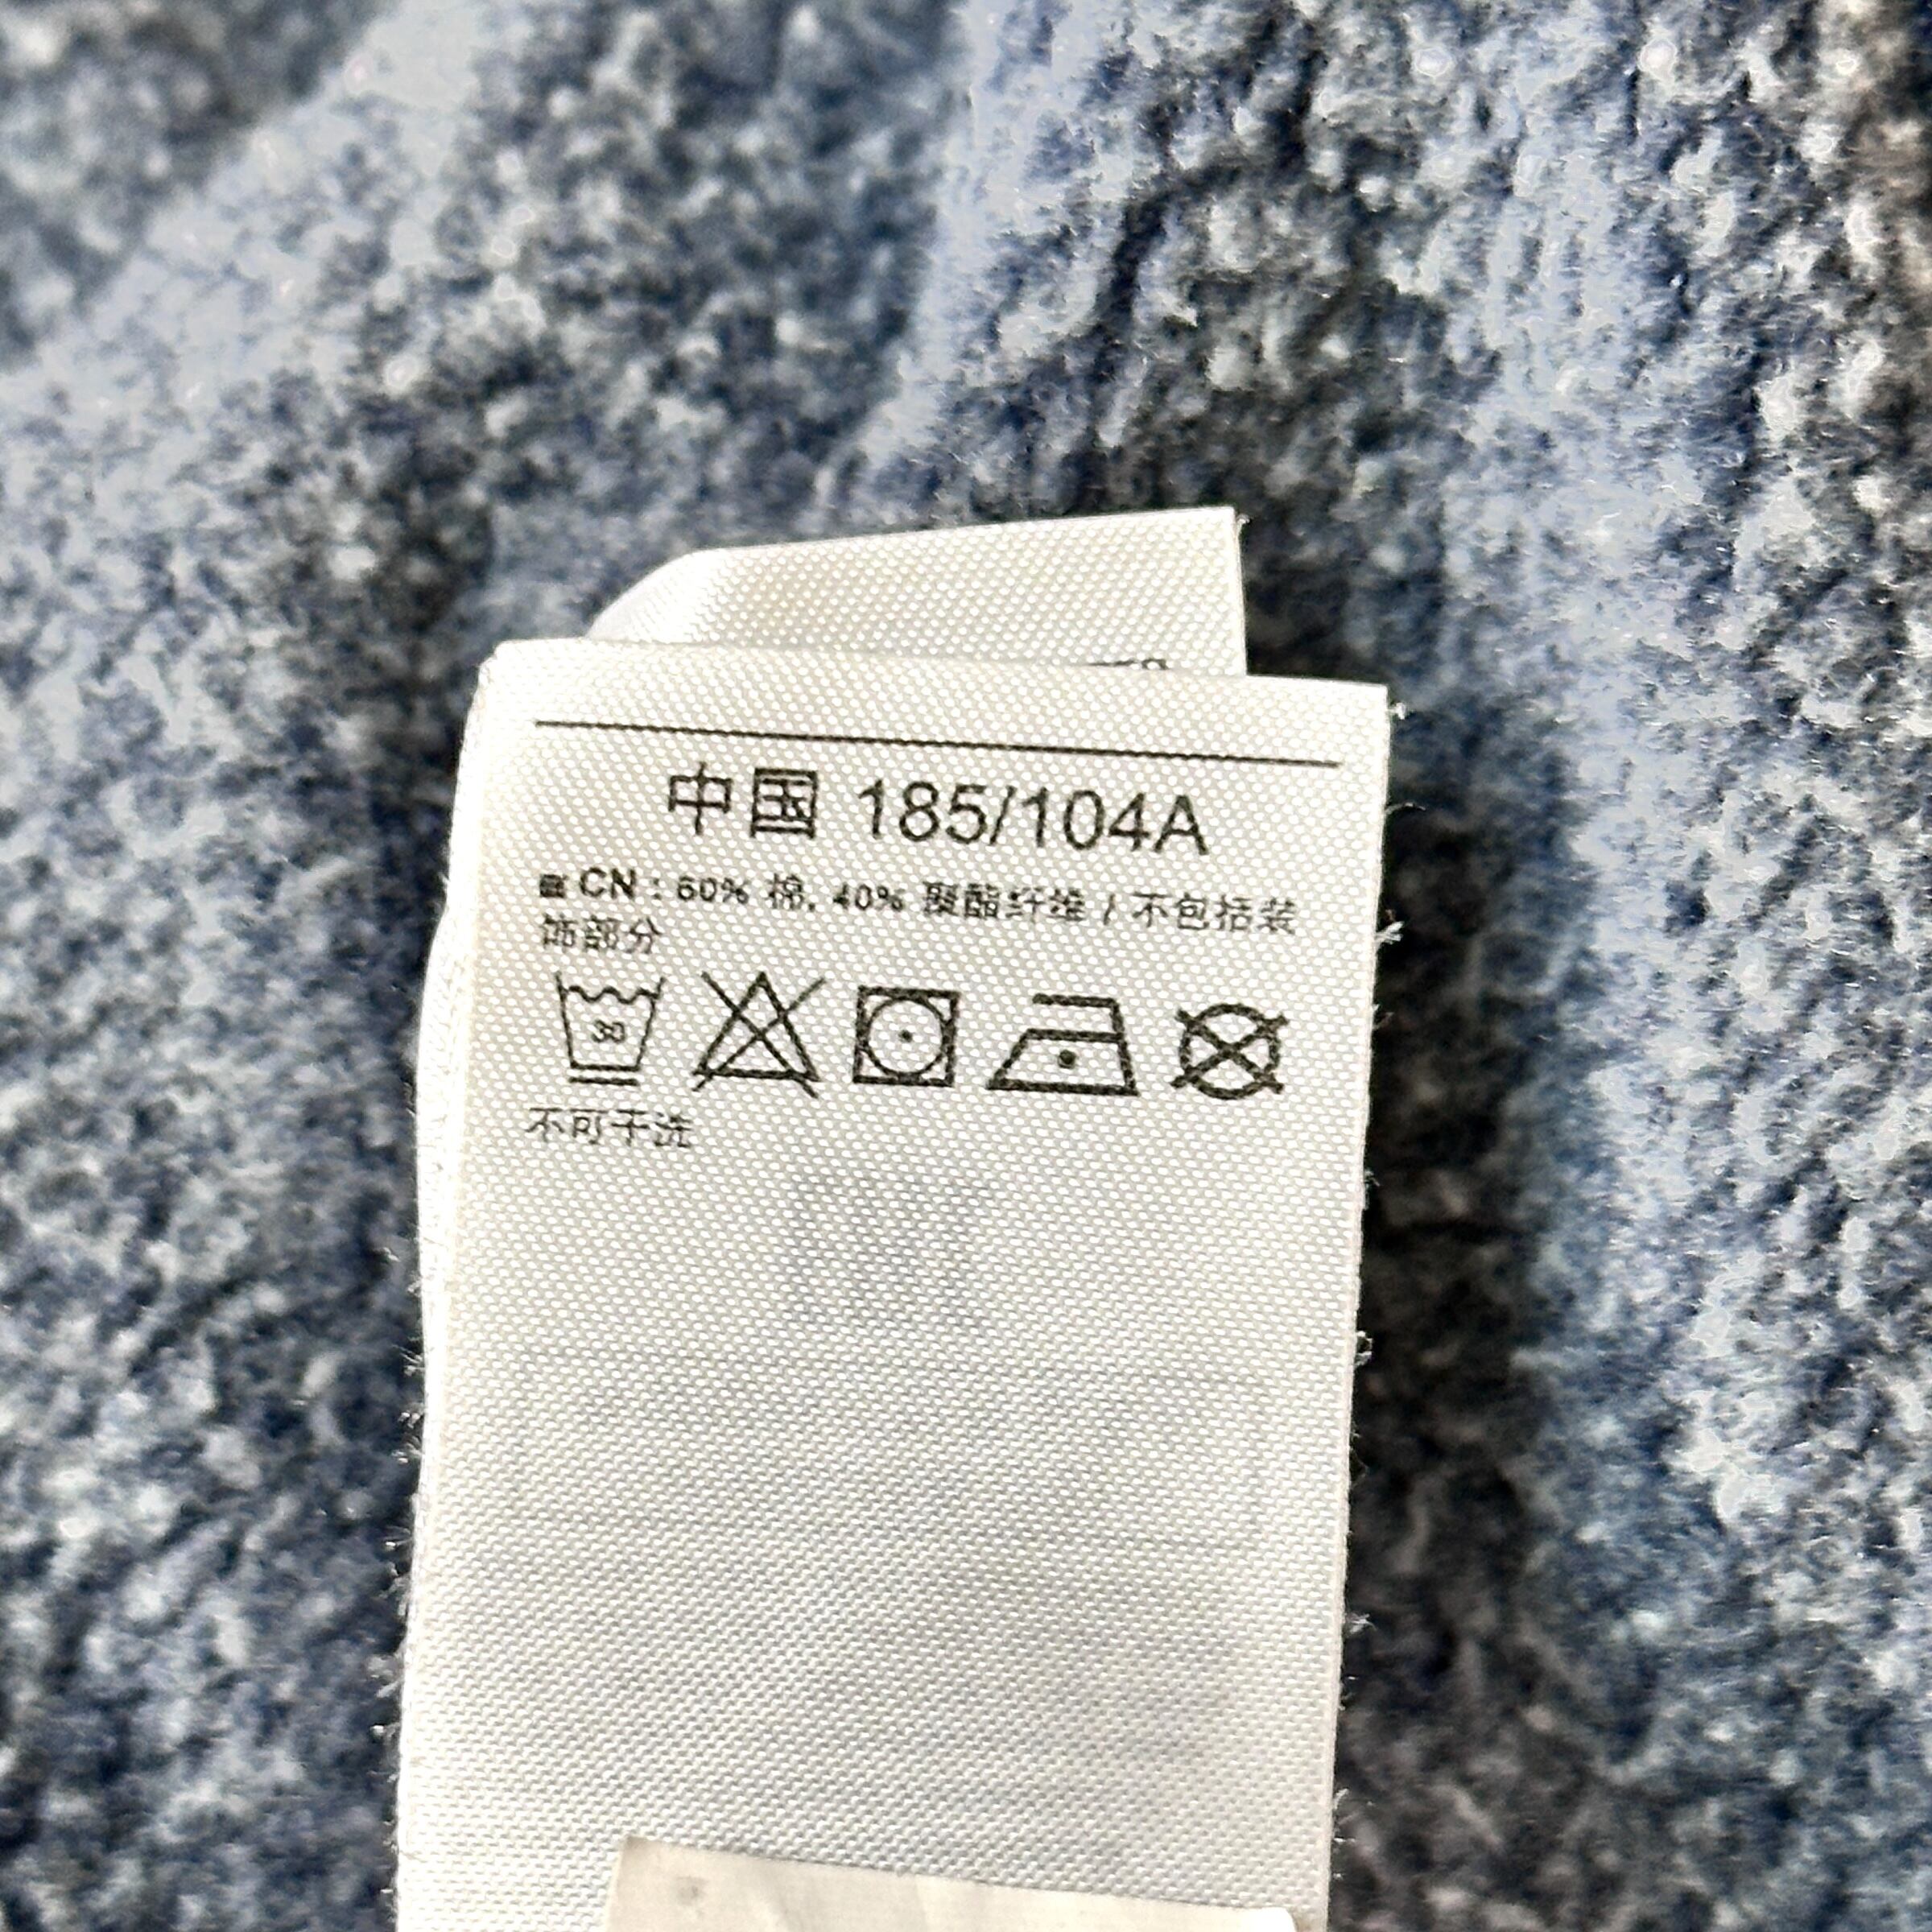 中国 185/104A
CN : 60% 棉, 40% 聚酯纤维 / 不包括装
饰部分
30
不可干洗